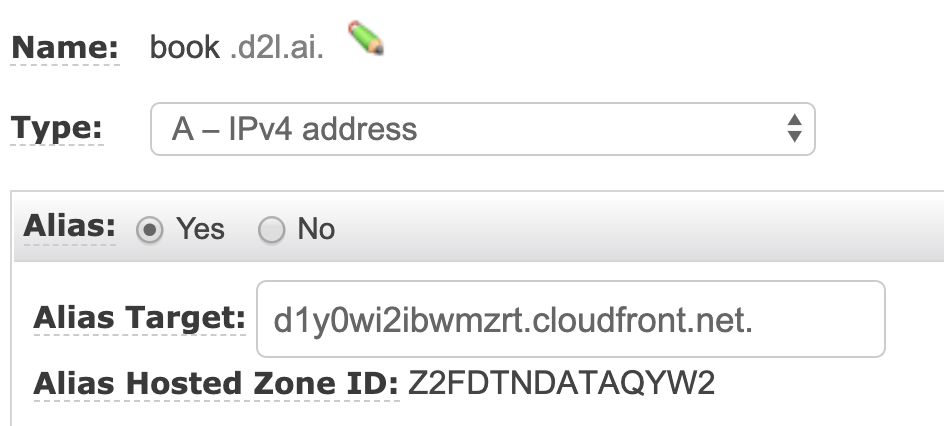 Name: book .d2l.ai.
Type: A – IPv4 address
Alias: Yes No
Alias Target: d1y0wi2ibwmzrt.cloudfront.net.
Alias Hosted Zone ID: Z2FDTNDATAQYW2